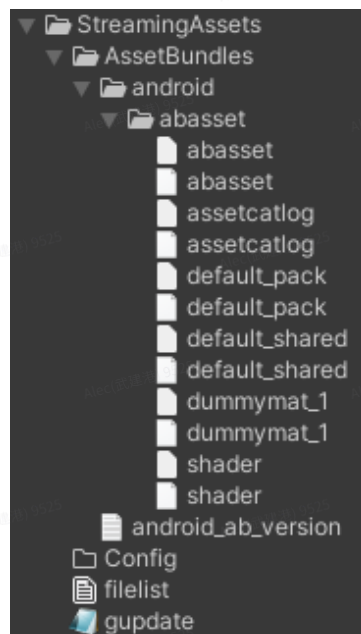 StreamingAssets
AssetBundles
android
abasset
abasset
abasset
assetcatlog
assetcatlog
default_pack
default_pack
default_shared
default_shared
dummymat_1
dummymat_1
shader
shader
android_ab_version
Config
filelist
gupdate